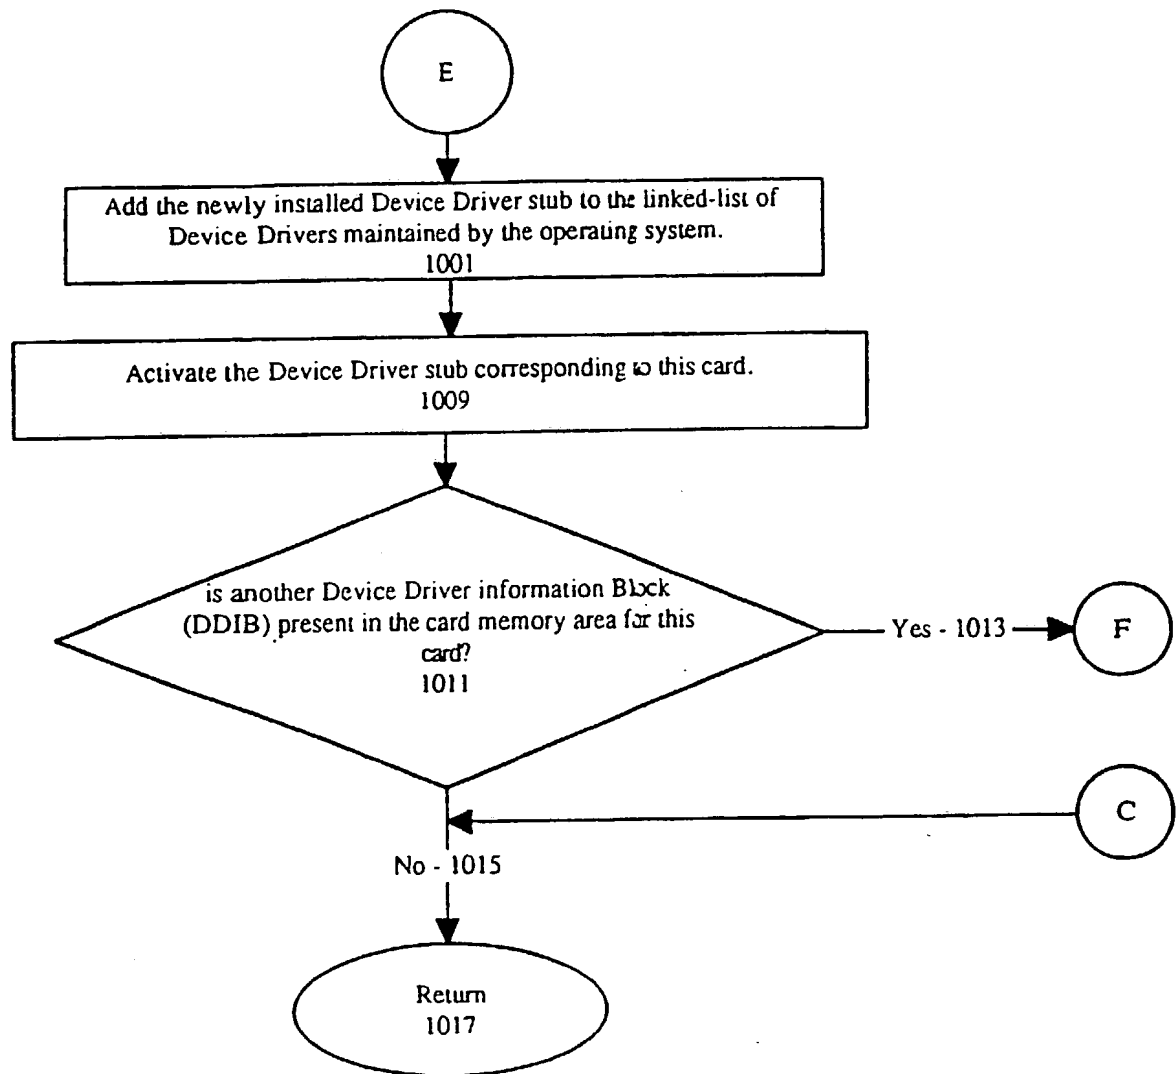 E
Add the newly installed Device Driver stub to the linked-list of
Device Drivers maintained by the operating system.
1001
Activate the Device Driver stub corresponding to this card.
1009
is another Device Driver information Block
(DDIB) present in the card memory area for this
card?
1011
Yes - 1013
F
C
No - 1015
Return
1017